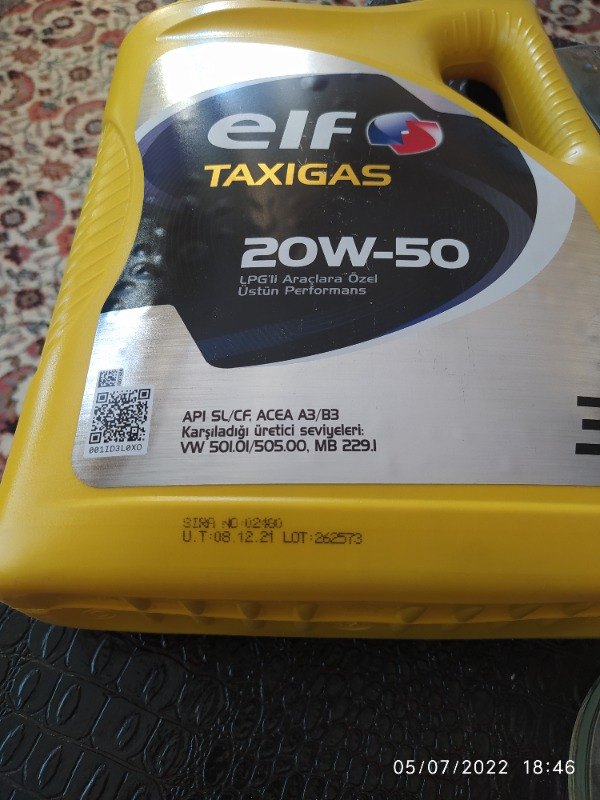 elf
TAXIGAS
20W-50
LPG'li Araçlara Özel
Üstün Performans
API SL/CF, ACEA A3/B3
Karşıladığı üretici seviyeleri:
VW 501.01/505.00, MB 229.1
001ID3L0XO
SIRA NO:02480
U.T:08.12.21 LOT:262573
05/07/2022 18:46